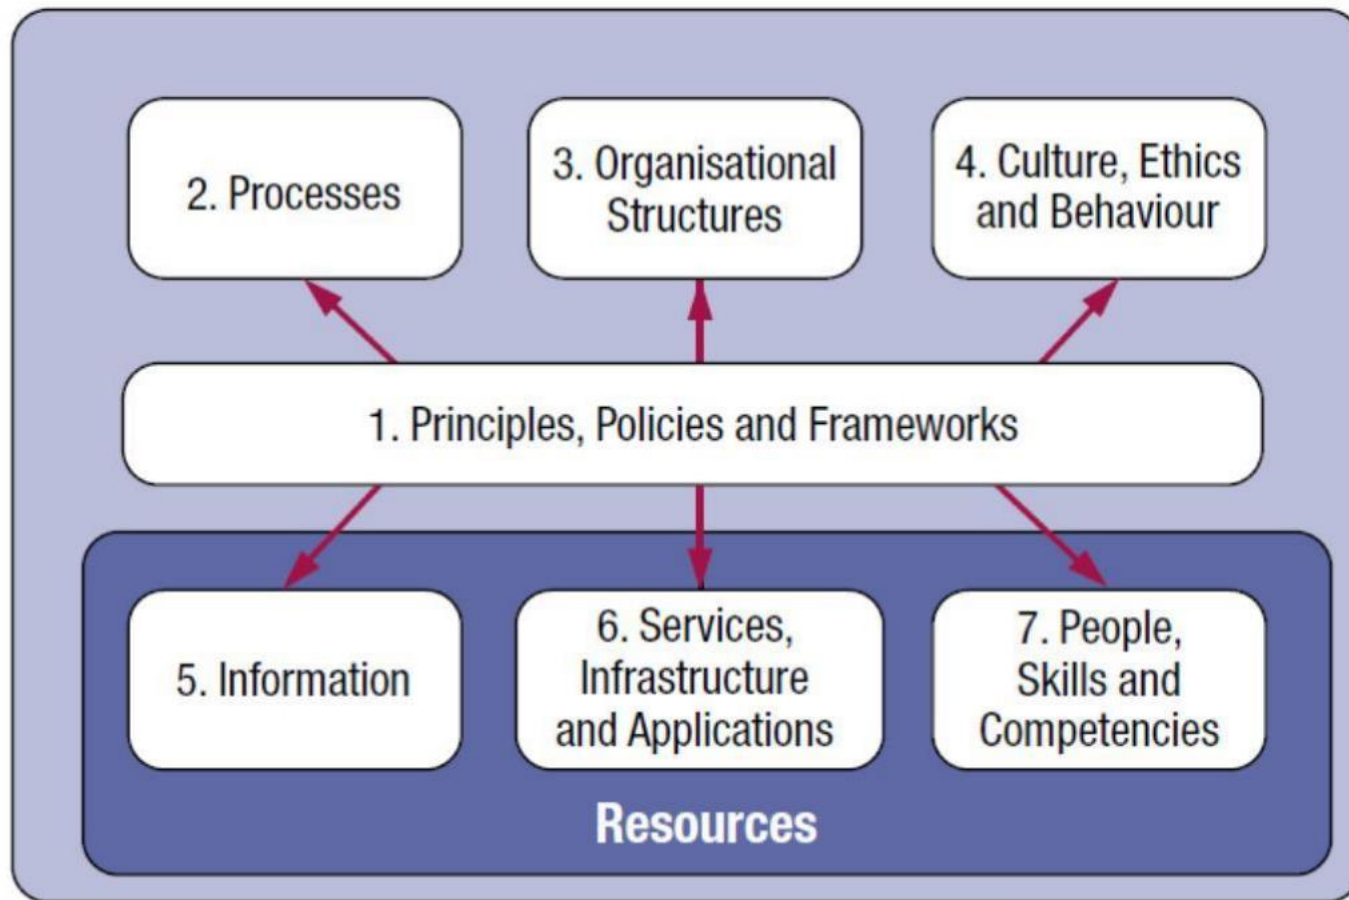 2. Processes
3. Organisational
Structures
4. Culture, Ethics
and Behaviour
1. Principles, Policies and Frameworks
5. Information
6. Services,
Infrastructure
and Applications
7. People,
Skills and
Competencies
Resources